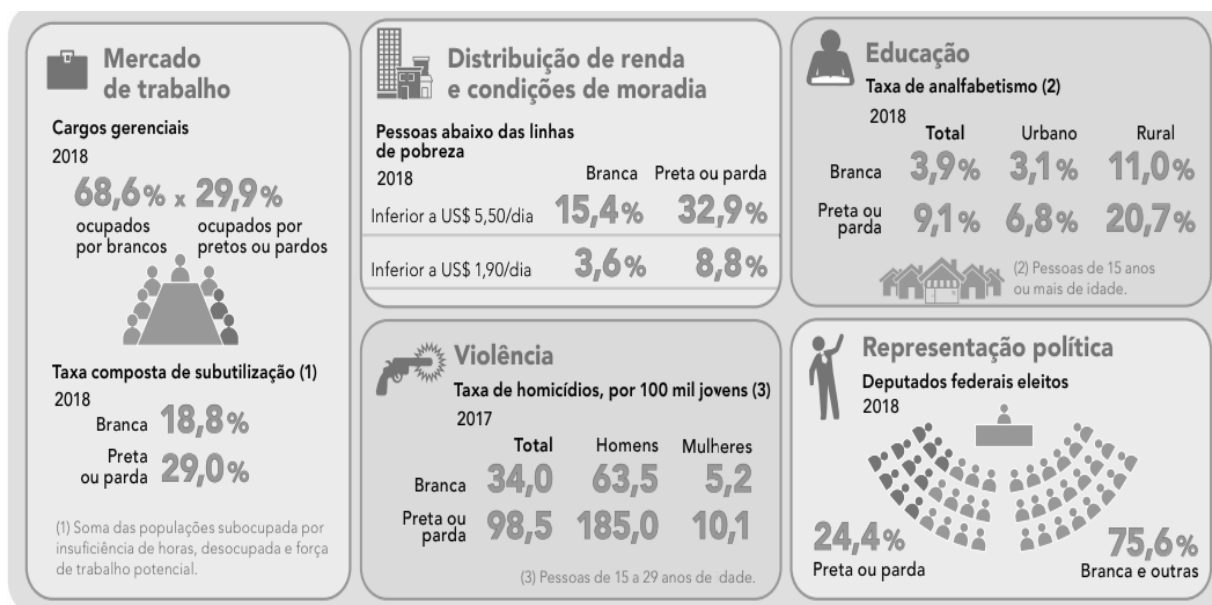 Mercado
de trabalho
Cargos gerenciais
2018
68,6% x 29,9%
ocupados
por brancos
ocupados por
pretos ou pardos
Taxa composta de subutilização (1)
2018
Branca 18,8%
Preta
ou parda 29,0%
(1) Soma das populações subocupada por
insuficiência de horas, desocupada e força
de trabalho potencial.
Distribuição de renda
e condições de moradia
Pessoas abaixo das linhas
de pobreza
2018
Branca Preta ou parda
Inferior a US$ 5,50/dia 15,4% 32,9%
Inferior a US$ 1,90/dia 3,6% 8,8%
Educação
Taxa de analfabetismo (2)
2018
Total Urbano Rural
Branca 3,9% 3,1% 11,0%
Preta ou
parda 9,1% 6,8% 20,7%
(2) Pessoas de 15 anos
ou mais de idade.
Violência
Taxa de homicídios, por 100 mil jovens (3)
2017
Total Homens Mulheres
Branca 34,0 63,5 5,2
Preta ou
parda 98,5 185,0 10,1
(3) Pessoas de 15 a 29 anos de dade.
Representação política
Deputados federais eleitos
2018
24,4%
Preta ou parda
75,6%
Branca e outras